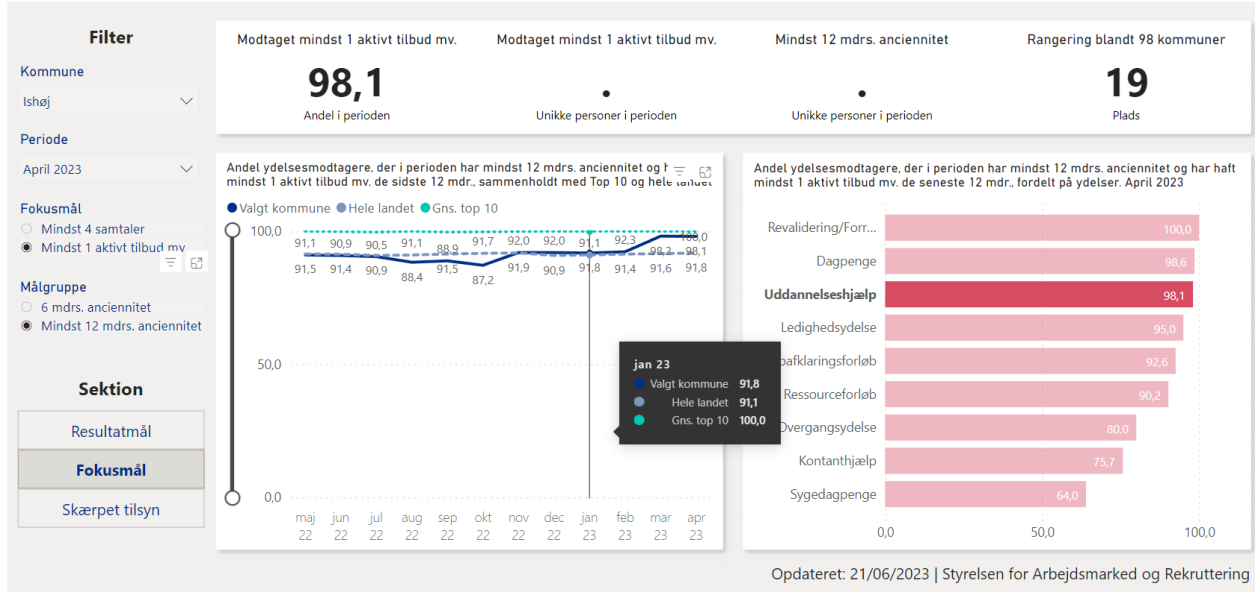 Filter
Kommune
Ishøj
Periode
April 2023
Fokusmål
Mindst 4 samtaler
Mindst 1 aktivt tilbud mv.
Målgruppe
6 mdrs. anciennitet
Mindst 12 mdrs. anciennitet
Sektion
Resultatmål
Fokusmål
Skærpet tilsyn
Modtaget mindst 1 aktivt tilbud mv.
98,1
Andel i perioden
Modtaget mindst 1 aktivt tilbud mv.
.
Unikke personer i perioden
Mindst 12 mdrs. anciennitet
.
Unikke personer i perioden
Rangering blandt 98 kommuner
19
Plads
Andel ydelsesmodtagere, der i perioden har mindst 12 mdrs. anciennitet og h
mindst 1 aktivt tilbud mv. de sidste 12 mdr., sammenholdt med Top 10 og hele landet
Valgt kommune Hele landet Gns. top 10
100,0
50,0
0,0
91,1 90,9 90,5 91,1 88,9 91,7 92,0 92,0 91,1 92,3 98,2 100,0
98,1
91,5 91,4 90,9 88,4 91,5 87,2 91,9 90,9 91,8 91,4 91,6 91,8
jan 23
Valgt kommune 91,8
Hele landet 91,1
Gns. top 10 100,0
maj jun jul aug sep okt nov dec jan feb mar apr
22 22 22 22 22 22 22 22 23 23 23 23
Andel ydelsesmodtagere, der i perioden har mindst 12 mdrs. anciennitet og har haft
mindst 1 aktivt tilbud mv. de seneste 12 mdr., fordelt på ydelser. April 2023
Revalidering/Forr... 100,0
Dagpenge 98,6
Uddannelseshjælp 98,1
Ledighedsydelse 95,0
bafklaringsforløb 92,6
Ressourceforløb 90,2
Overgangsydelse 80,0
Kontanthjælp 75,7
Sygedagpenge 64,0
0,0 50,0 100,0
Opdateret: 21/06/2023 | Styrelsen for Arbejdsmarked og Rekruttering